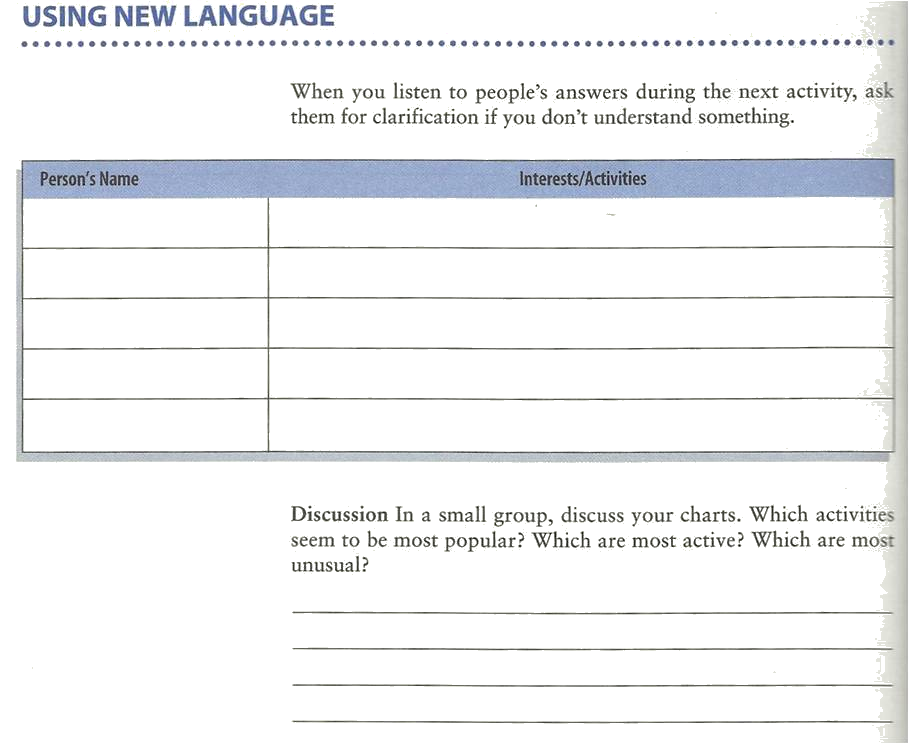 USING NEW LANGUAGE
When you listen to people's answers during the next activity, ask
them for clarification if you don't understand something.
Person's Name Interests/Activities
Discussion In a small group, discuss your charts. Which activities
seem to be most popular? Which are most active? Which are most
unusual?